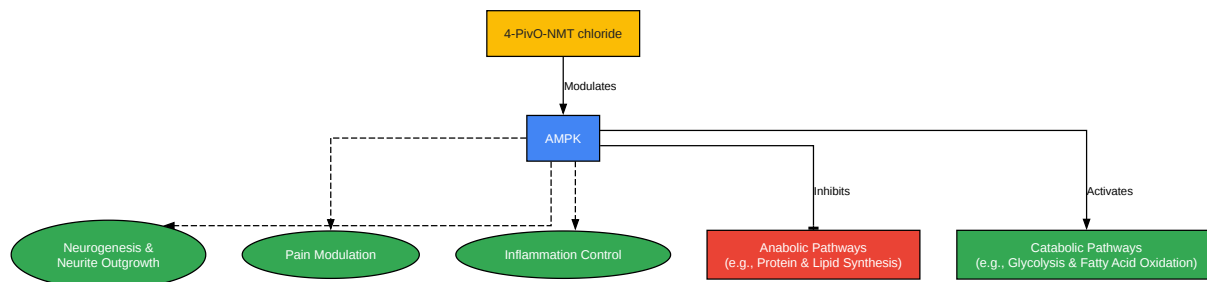 4-PivO-NMT chloride
Modulates
AMPK
Inhibits
Activates
Neurogenesis &
Neurite Outgrowth
Pain Modulation
Inflammation Control
Anabolic Pathways
(e.g., Protein & Lipid Synthesis)
Catabolic Pathways
(e.g., Glycolysis & Fatty Acid Oxidation)